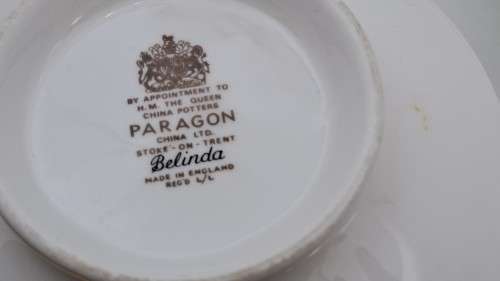 BY APPOINTMENT TO
H.M. THE QUEEN
CHINA POTTERS
PARAGON
CHINA LTD.
STOKE-ON-TRENT
Belinda
MADE IN ENGLAND
REG'D